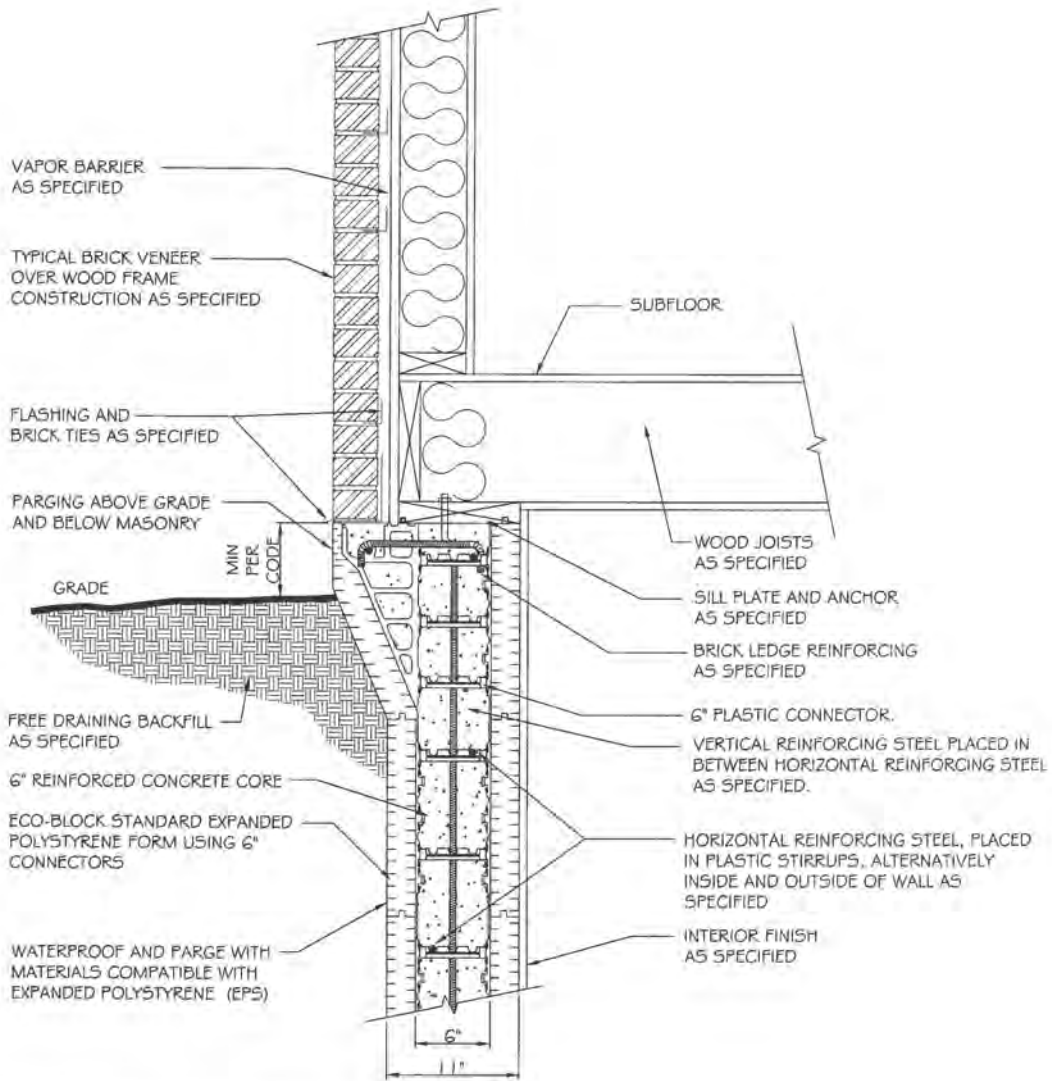 VAPOR BARRIER
AS SPECIFIED
TYPICAL BRICK VENEER
OVER WOOD FRAME
CONSTRUCTION AS SPECIFIED
FLASHING AND
BRICK TIES AS SPECIFIED
PARGING ABOVE GRADE
AND BELOW MASONRY
MIN
PER
CODE
GRADE
FREE DRAINING BACKFILL
AS SPECIFIED
6" REINFORCED CONCRETE CORE
ECO-BLOCK STANDARD EXPANDED
POLYSTYRENE FORM USING 6"
CONNECTORS
WATERPROOF AND PARGE WITH
MATERIALS COMPATIBLE WITH
EXPANDED POLYSTYRENE (EPS)
SUBFLOOR
WOOD JOISTS
AS SPECIFIED
SILL PLATE AND ANCHOR
AS SPECIFIED
BRICK LEDGE REINFORCING
AS SPECIFIED
6" PLASTIC CONNECTOR.
VERTICAL REINFORCING STEEL PLACED IN
BETWEEN HORIZONTAL REINFORCING STEEL
AS SPECIFIED.
HORIZONTAL REINFORCING STEEL, PLACED
IN PLASTIC STIRRUPS, ALTERNATIVELY
INSIDE AND OUTSIDE OF WALL AS
SPECIFIED
INTERIOR FINISH
AS SPECIFIED
6"
11"